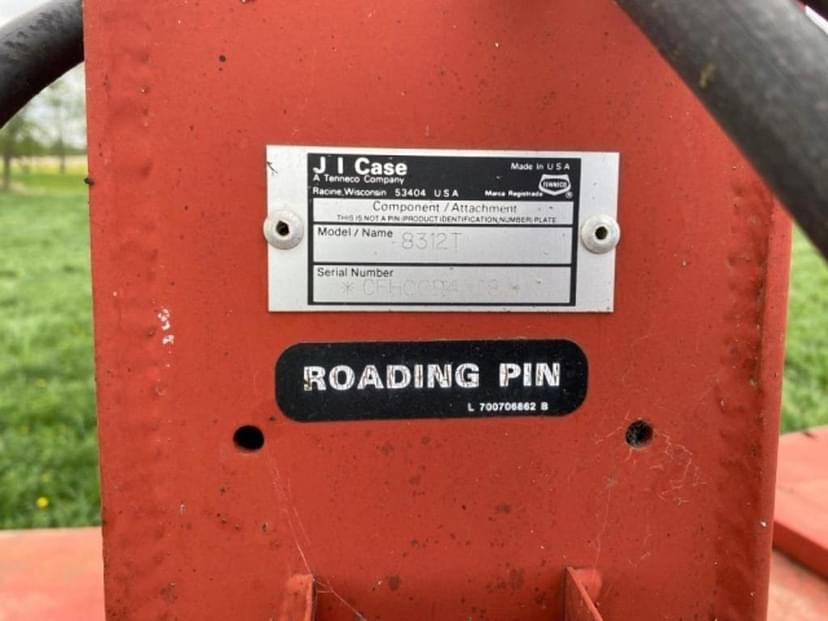 J I Case
Made in U S A
A Tenneco Company
TENNECO
Racine, Wisconsin 53404 U S A
Marca Registrada ®
Component / Attachment
THIS IS NOT A PIN (PRODUCT IDENTIFICATION NUMBER) PLATE
Model / Name 8312T
Serial Number
ROADING PIN
L 700706862 B